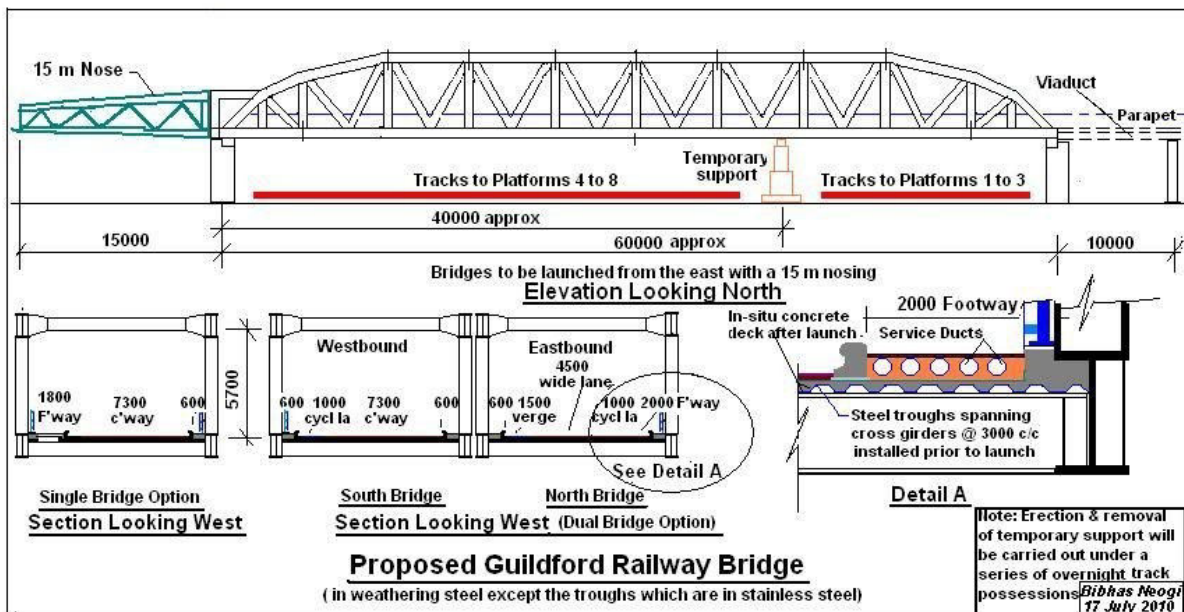 15 m Nose
Viaduct
Parapet
Temporary
support
Tracks to Platforms 4 to 8
Tracks to Platforms 1 to 3
40000 approx
15000
60000 approx
10000
Bridges to be launched from the east with a 15 m nosing
Elevation Looking North
2000 Footway
In-situ concrete
deck after launch
Service Ducts
Westbound
Eastbound
4500
wide lane
5700
1800
F'way
7300
c'way
600
600
1000
cycl la
7300
c'way
600
600
1500
verge
1000
cycl la
2000 F'way
See Detail A
Steel troughs spanning
cross girders @ 3000 c/c
installed prior to launch
Detail A
Single Bridge Option
Section Looking West
South Bridge
North Bridge
Section Looking West (Dual Bridge Option)
Proposed Guildford Railway Bridge
( in weathering steel except the troughs which are in stainless steel)
Note: Erection & removal
of temporary support will
be carried out under a
series of overnight track
possessions
Bibhas Neogi
17 July 2010